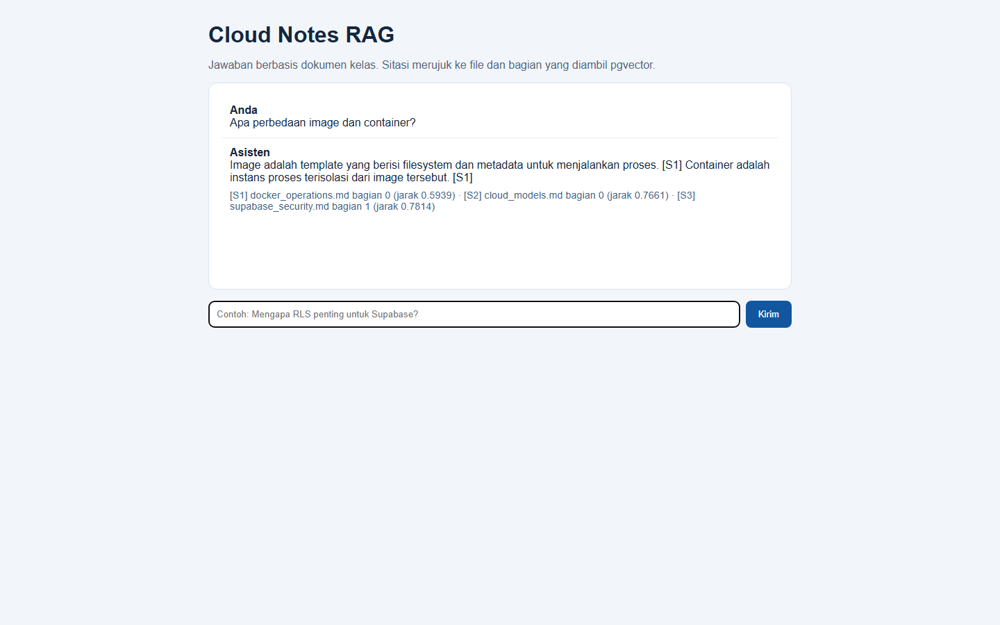 Cloud Notes RAG
Jawaban berbasis dokumen kelas. Sitasi merujuk ke file dan bagian yang diambil pgvector.
Anda
Apa perbedaan image dan container?
Asisten
Image adalah template yang berisi filesystem dan metadata untuk menjalankan proses. [S1] Container adalah
instans proses terisolasi dari image tersebut. [S1]
[S1] docker_operations.md bagian 0 (jarak 0.5939) · [S2] cloud_models.md bagian 0 (jarak 0.7661) · [S3]
supabase_security.md bagian 1 (jarak 0.7814)
Contoh: Mengapa RLS penting untuk Supabase?
Kirim